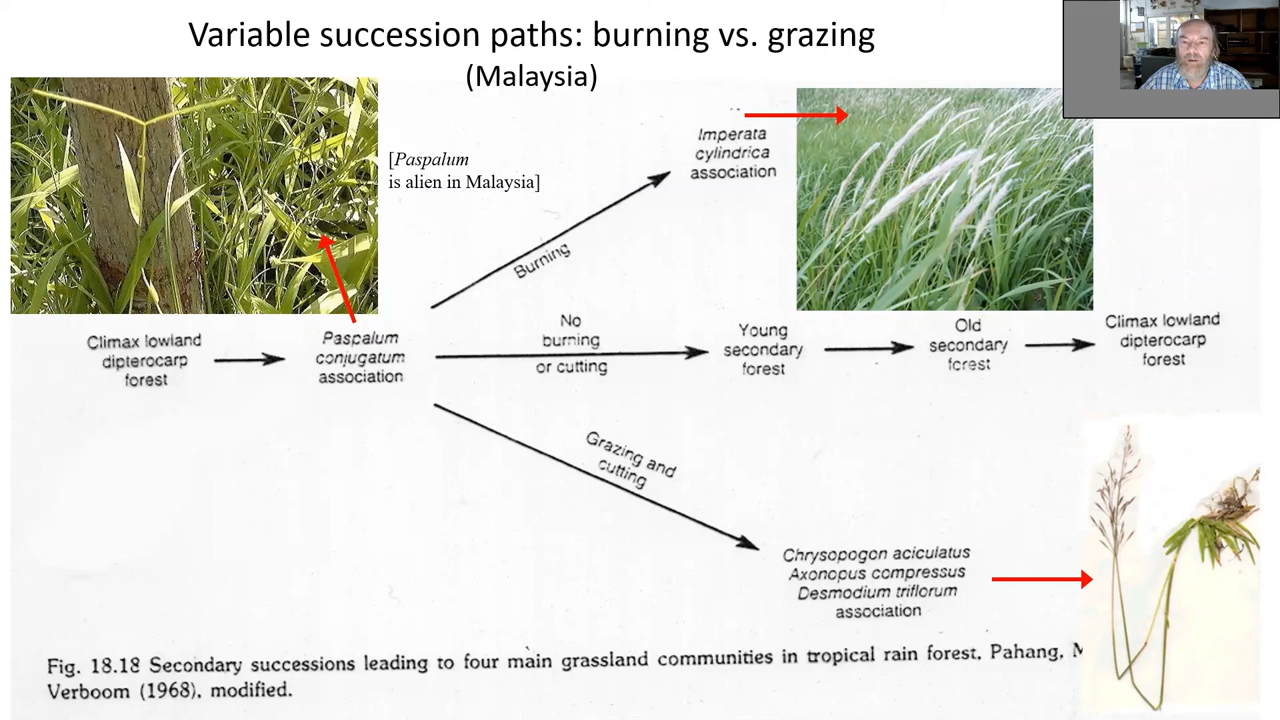 Variable succession paths: burning vs. grazing
(Malaysia)
[Paspalum
is alien in Malaysia]
Imperata
cylindrica
association
Burning
Climax lowland
dipterocarp
forest
Paspalum
conjugatum
association
No
burning
or cutting
Young
secondary
forest
Old
secondary
forest
Climax lowland
dipterocarp
forest
Grazing and
cutting
Chrysopogon aciculatus
Axonopus compressus
Desmodium triflorum
association
Fig. 18.18 Secondary successions leading to four main grassland communities in tropical rain forest, Pahang,
Verboom (1968), modified.